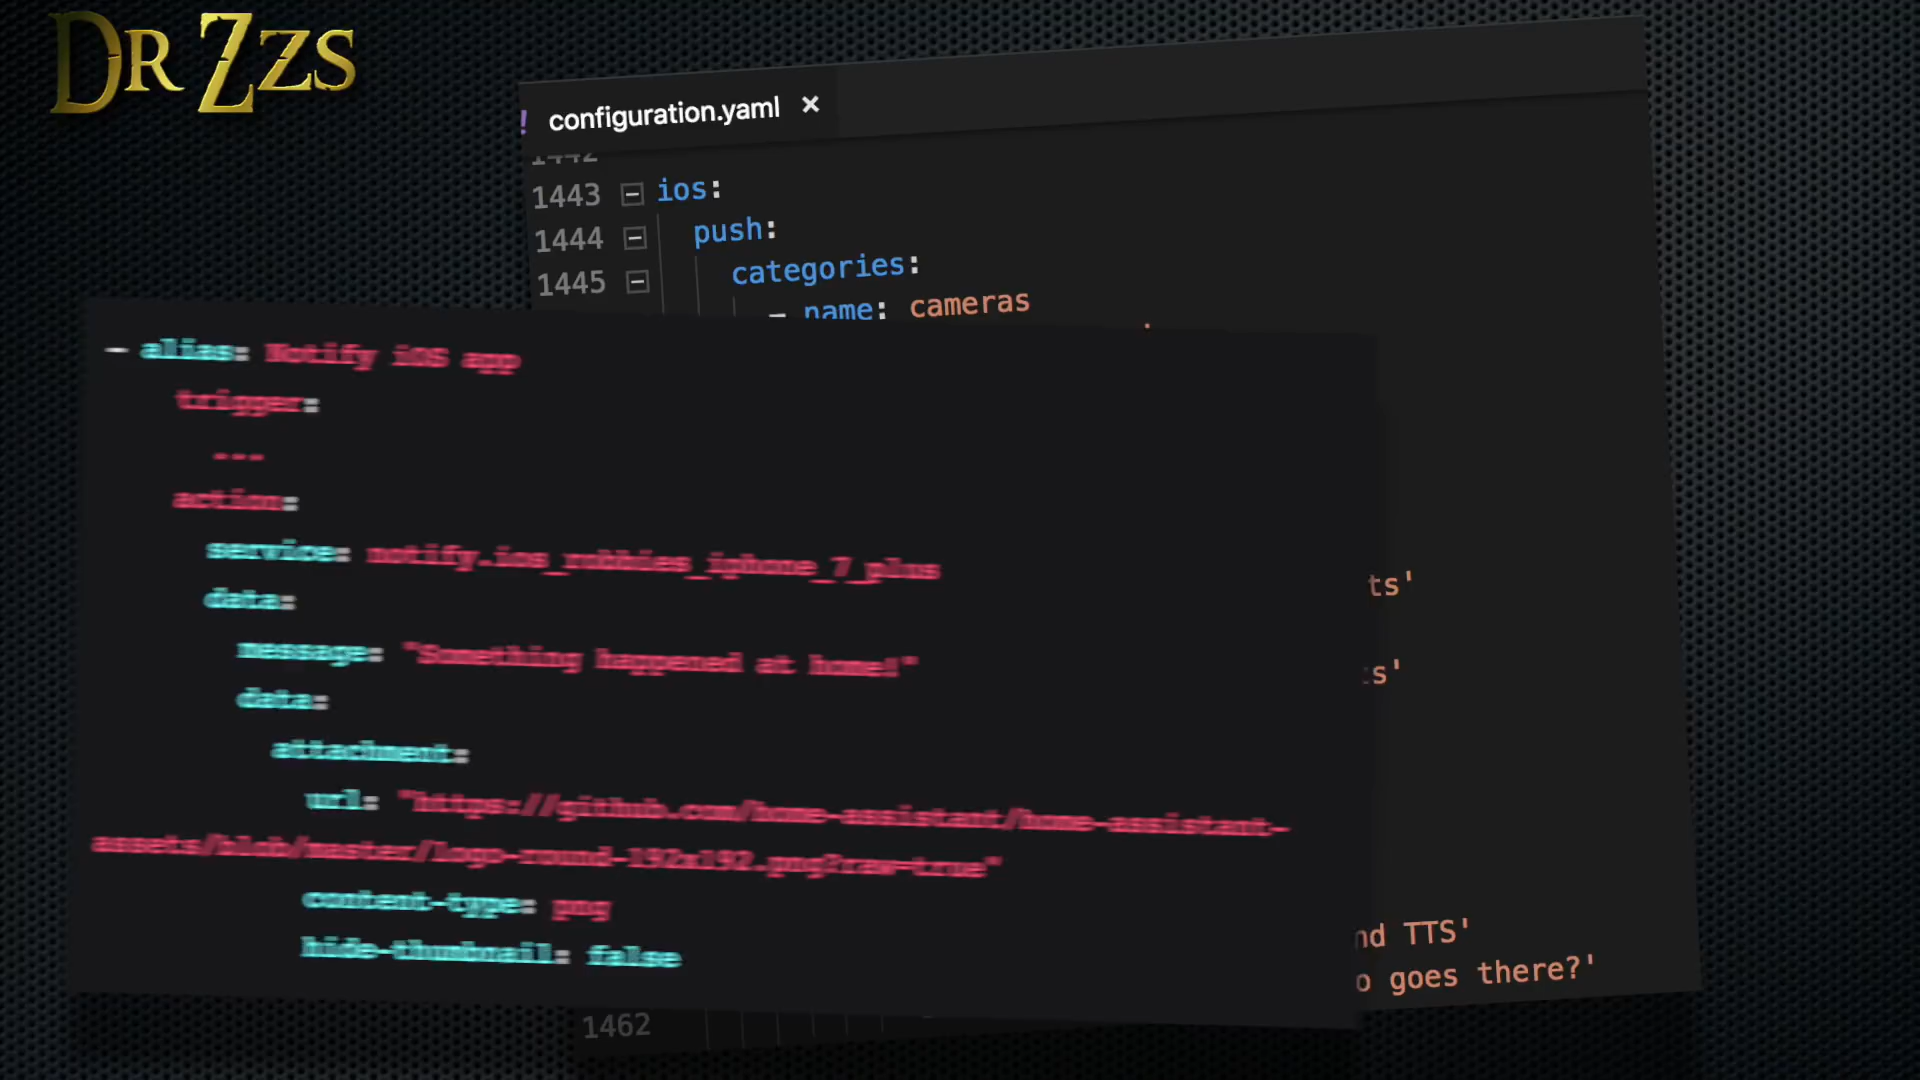 DR ZZS
! configuration.yaml ×
1442
1443 ios:
1444 push:
1445 categories:
- name: cameras
- alias: Notify iOS app
trigger:
---
action:
service: notify.ios_robbies_iphone_7_plus
data:
message: "Something happened at home!"
data:
attachment:
url: "https://github.com/home-assistant/home-assistant-
assets/blob/master/logo-round-192x192.png?raw=true"
content-type: png
hide-thumbnail: false
ts'
s'
nd TTS'
o goes there?'
1462